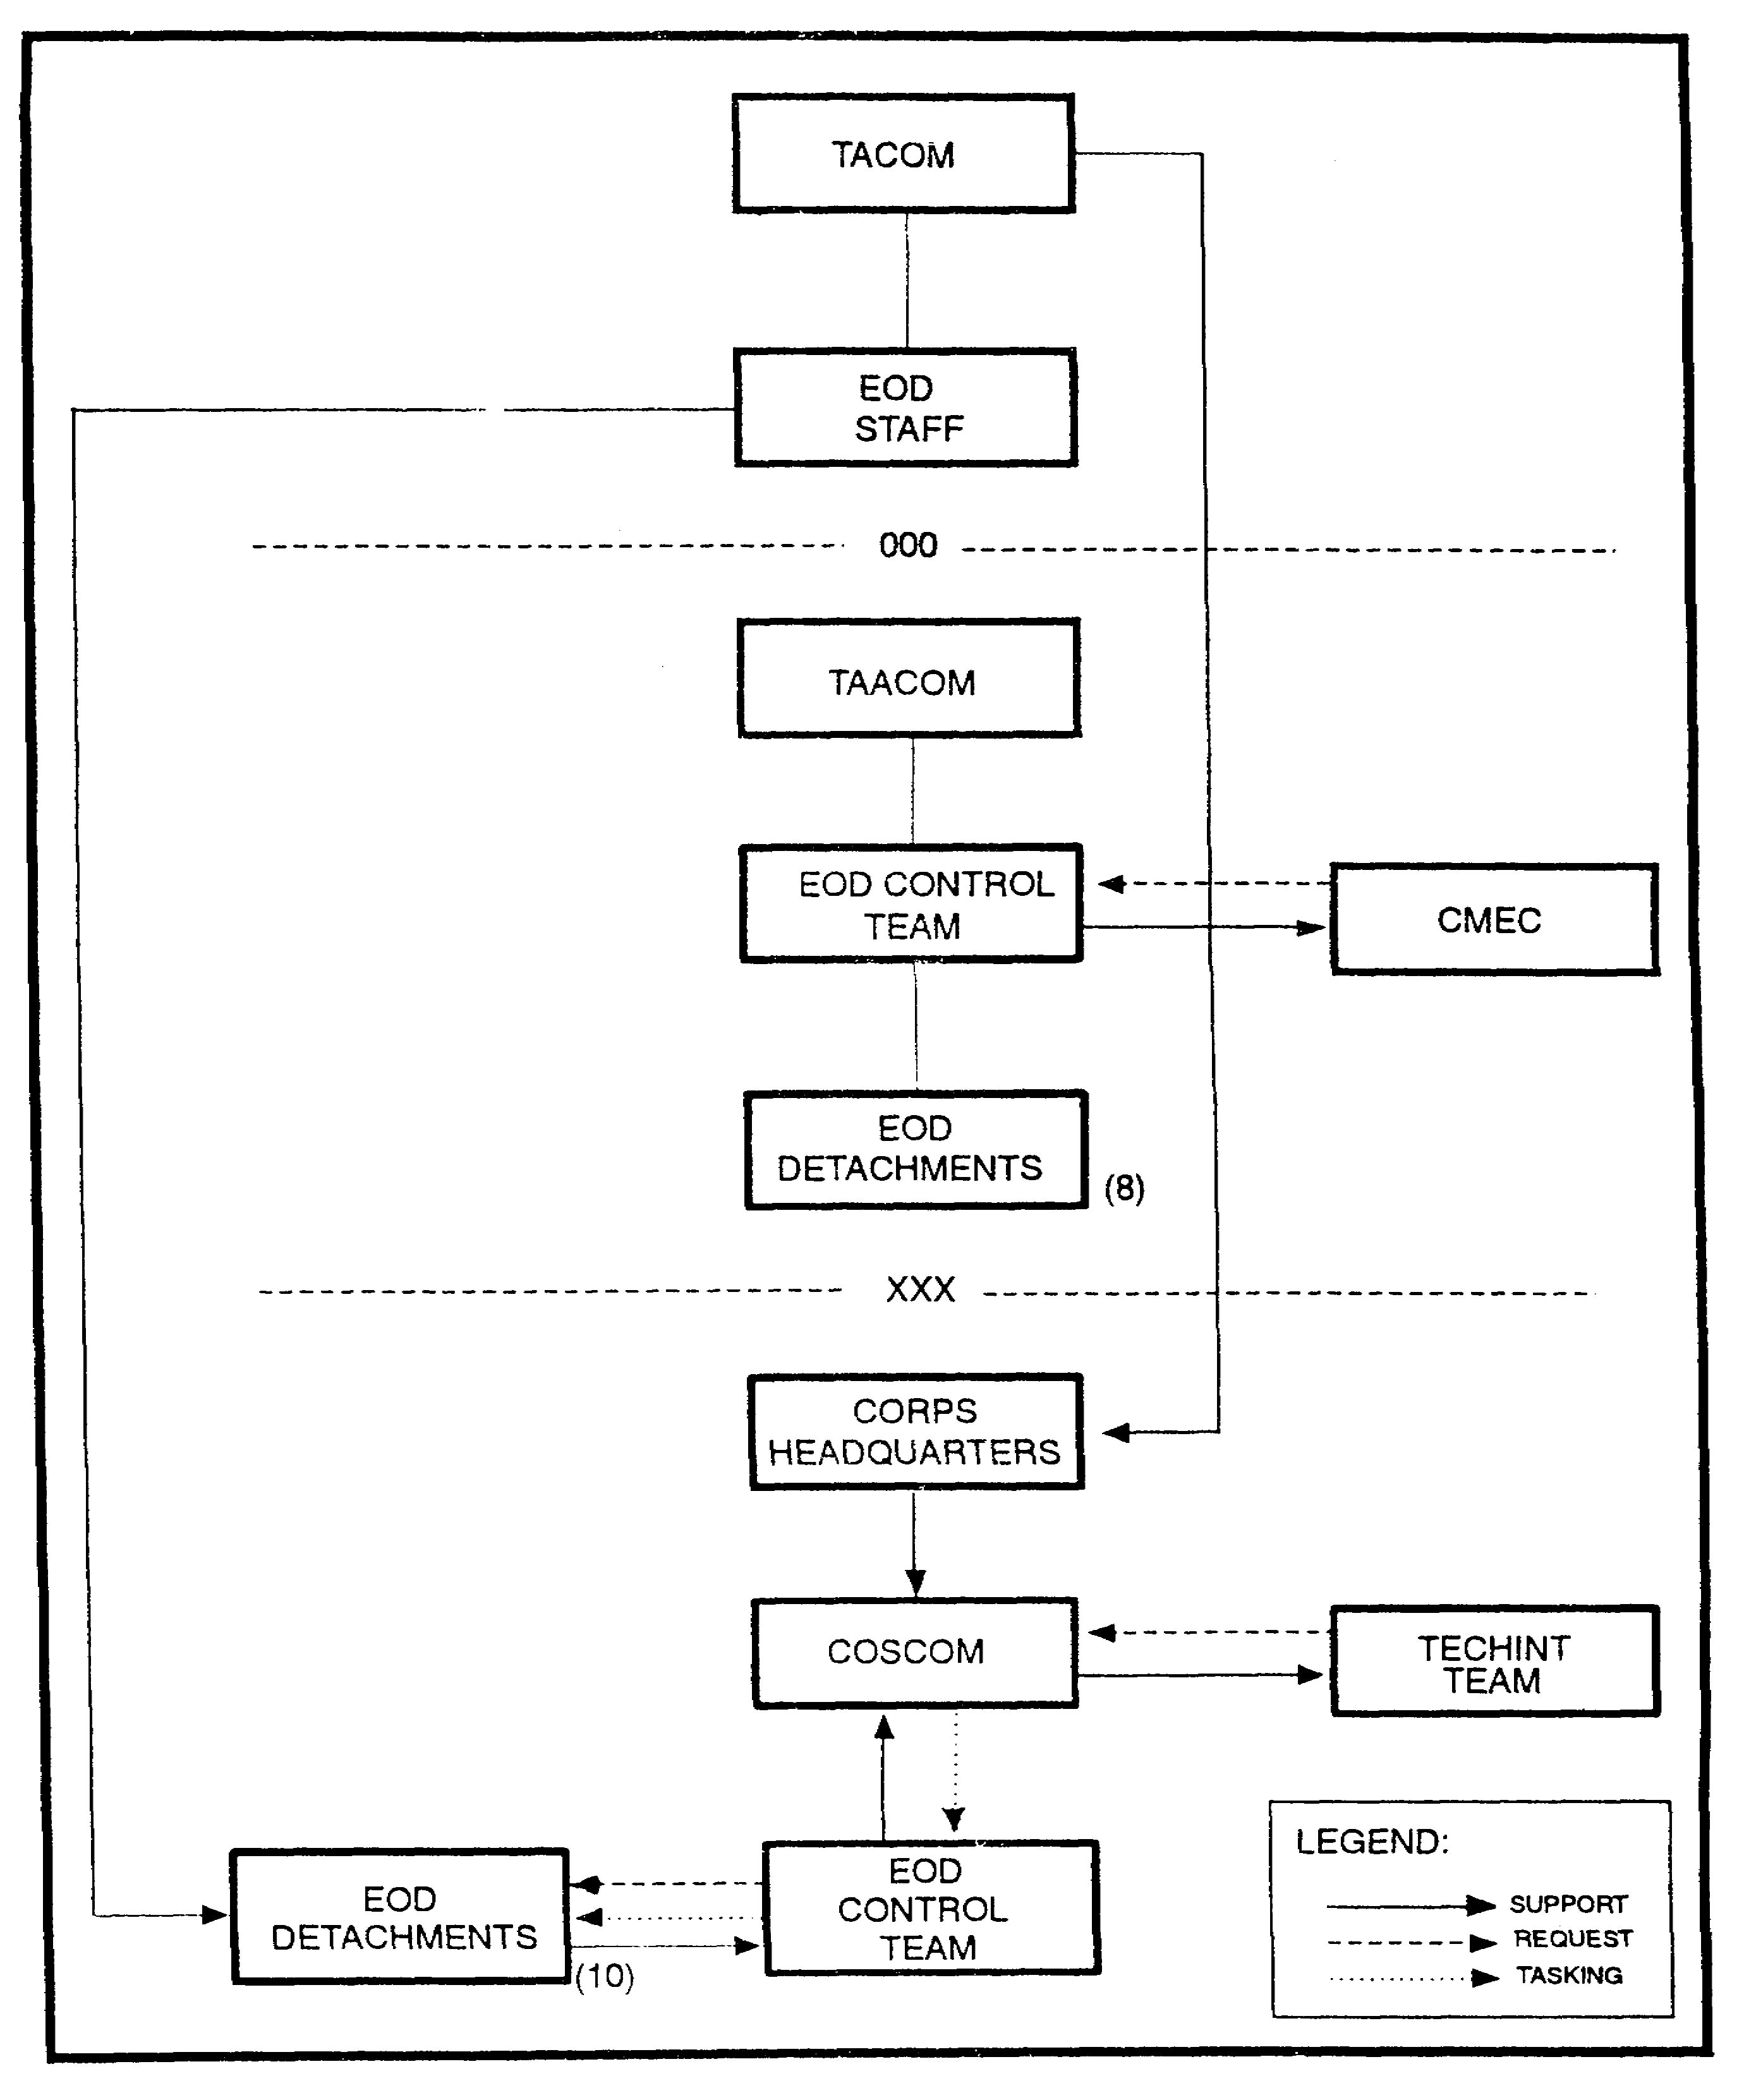 TACOM
EOD
STAFF
000
TAACOM
EOD CONTROL
TEAM
CMEC
EOD
DETACHMENTS
(8)
XXX
CORPS
HEADQUARTERS
COSCOM
TECHINT
TEAM
EOD
DETACHMENTS
(10)
EOD
CONTROL
TEAM
LEGEND:
SUPPORT
REQUEST
TASKING